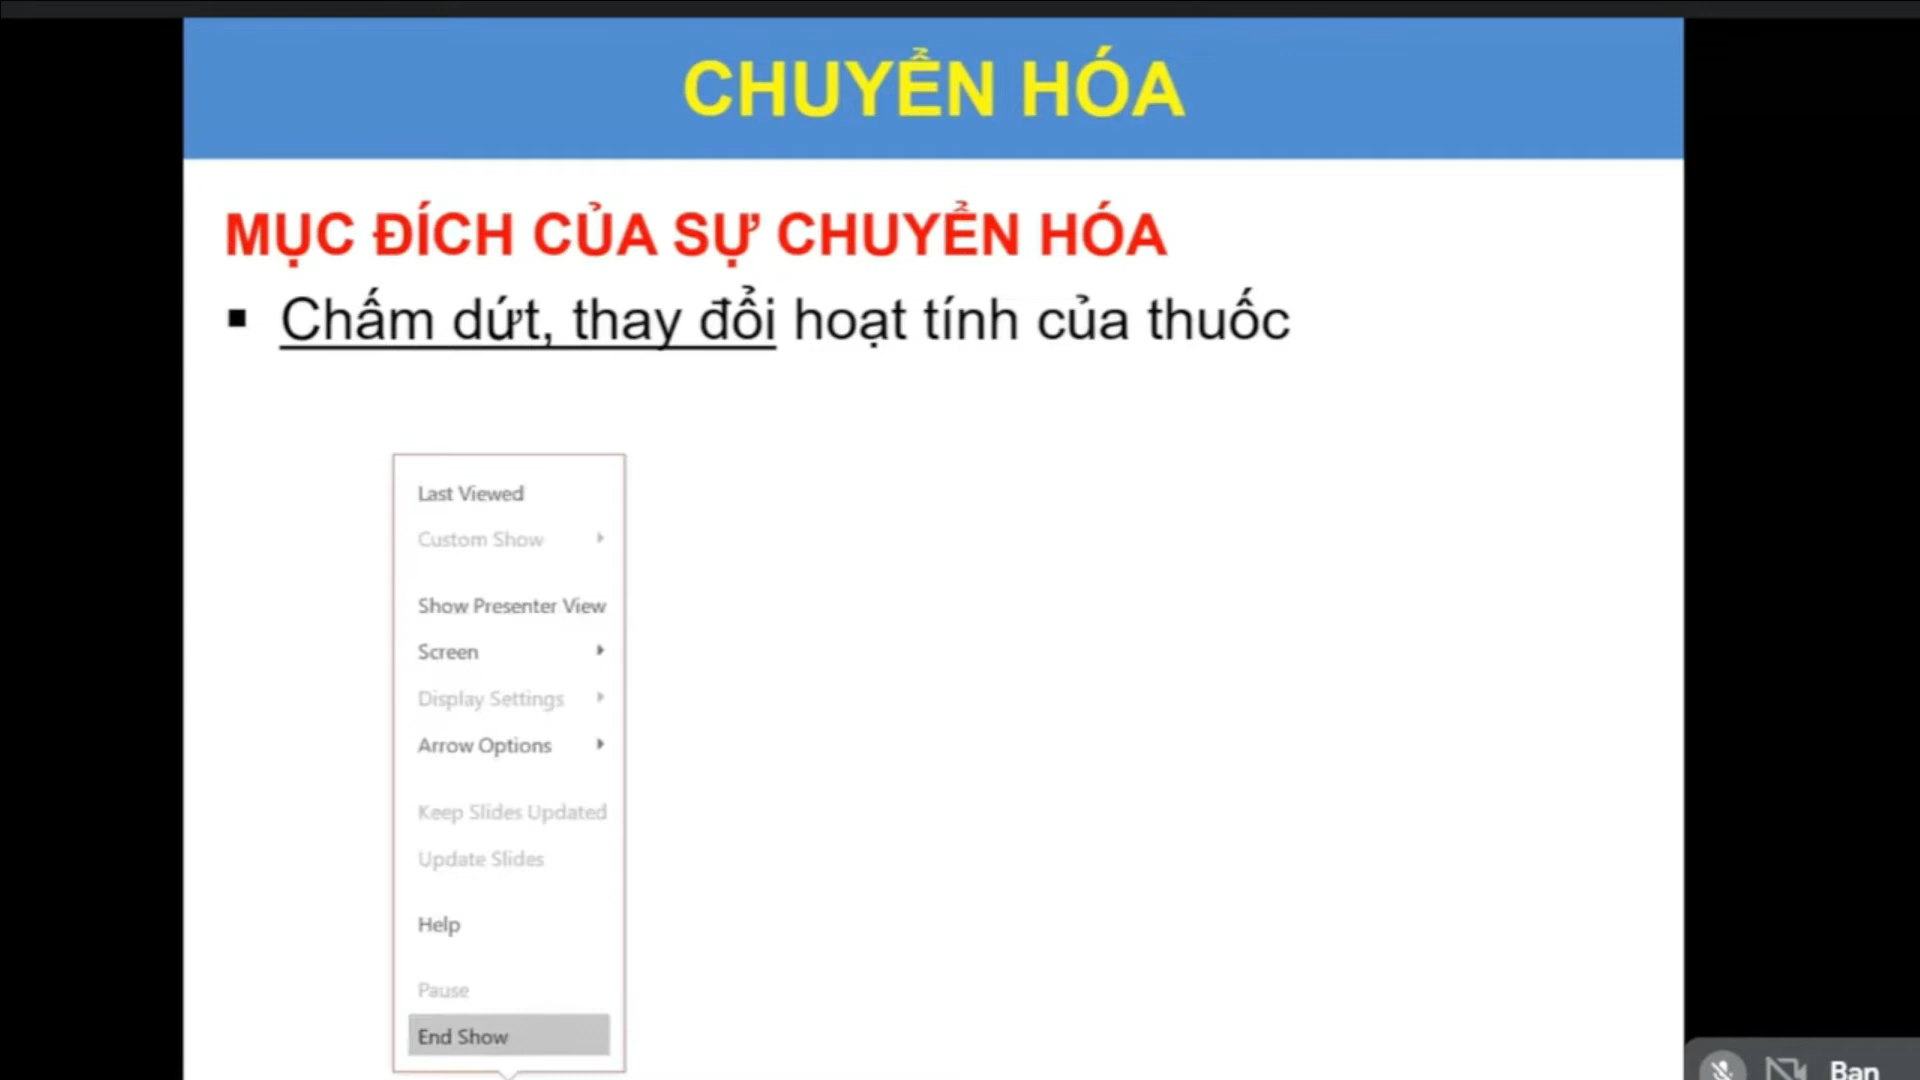 CHUYỂN HÓA
MỤC ĐÍCH CỦA SỰ CHUYỂN HÓA
▪ Chấm dứt, thay đổi hoạt tính của thuốc
Last Viewed
Custom Show
Show Presenter View
Screen
Display Settings
Arrow Options
Keep Slides Updated
Update Slides
Help
Pause
End Show
Bạn